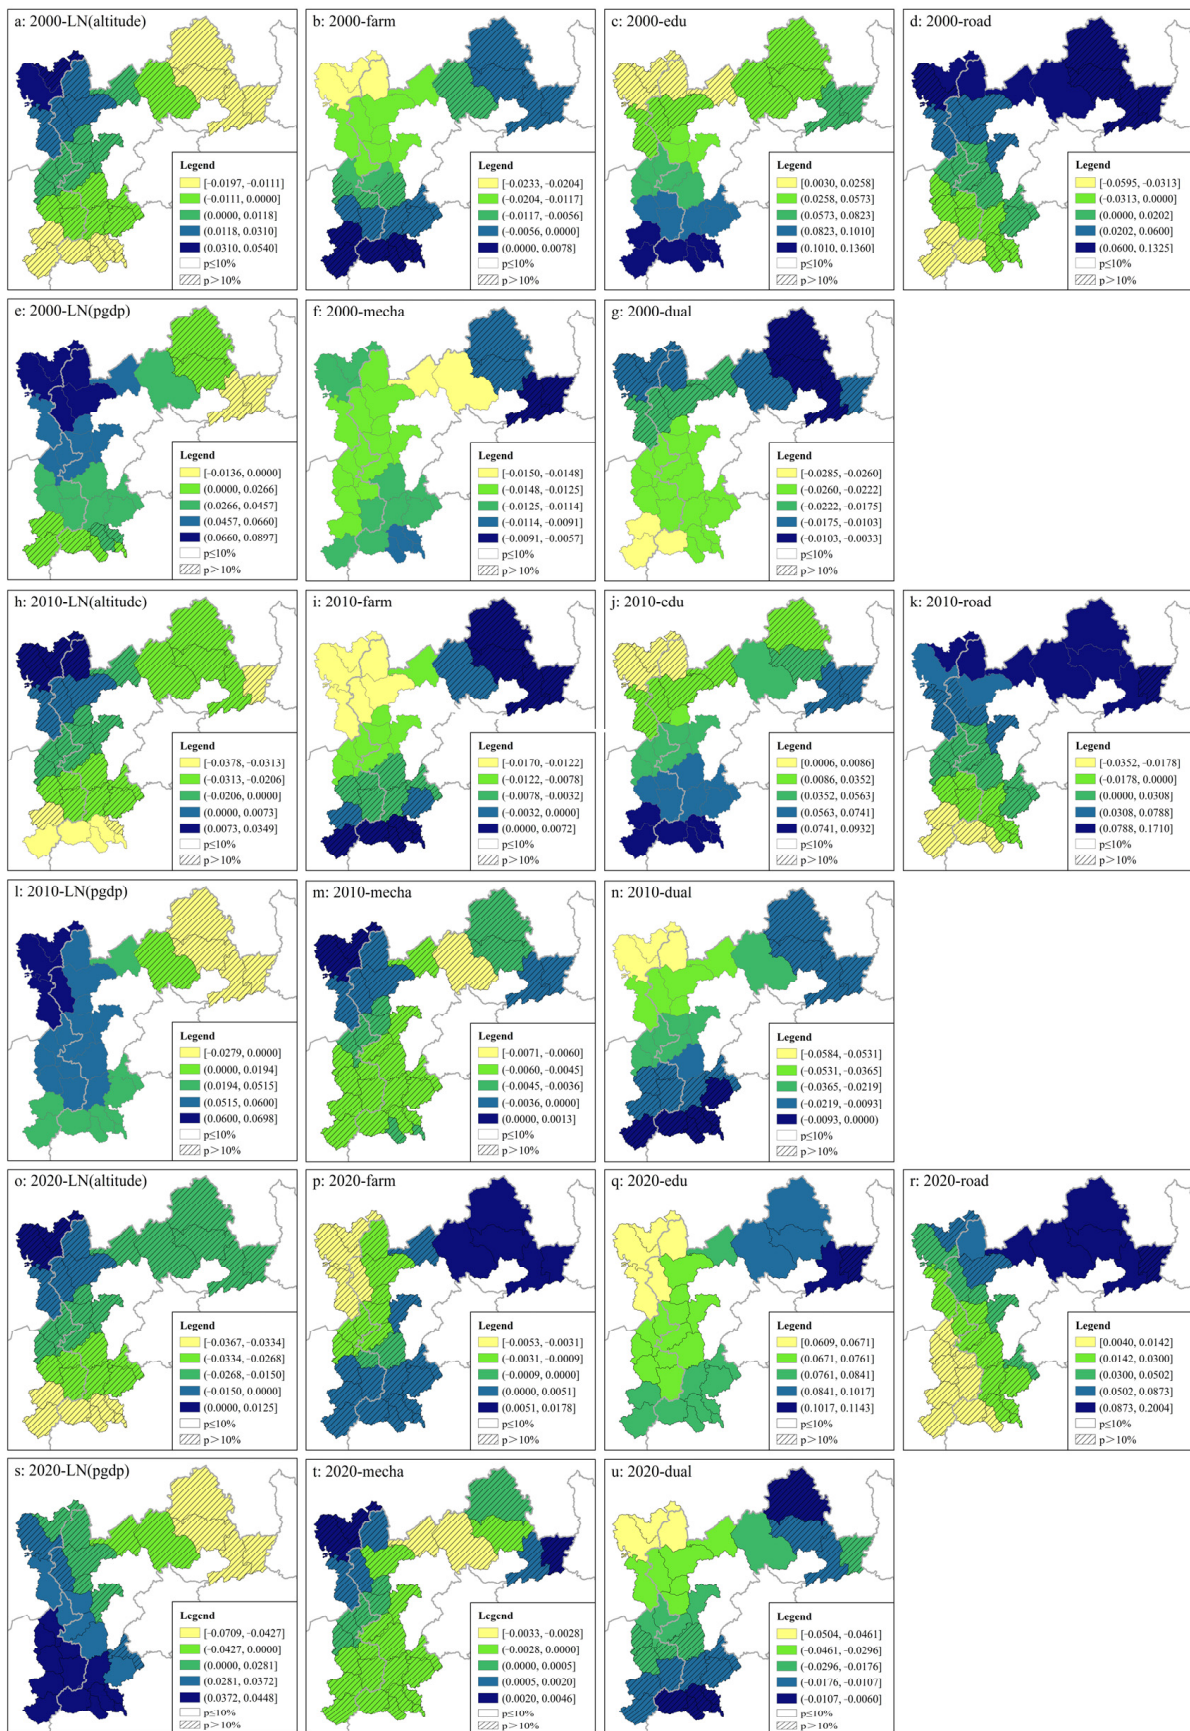 a: 2000-LN(altitude)
Legend
[-0.0197, -0.0111]
(-0.0111, 0.0000]
(0.0000, 0.0118]
(0.0118, 0.0310]
(0.0310, 0.0540]
p≤10%
p＞10%
b: 2000-farm
Legend
[-0.0233, -0.0204]
(-0.0204, -0.0117]
(-0.0117, -0.0056]
(-0.0056, 0.0000]
(0.0000, 0.0078]
p≤10%
p＞10%
c: 2000-edu
Legend
[0.0030, 0.0258]
(0.0258, 0.0573]
(0.0573, 0.0823]
(0.0823, 0.1010]
(0.1010, 0.1360]
p≤10%
p＞10%
d: 2000-road
Legend
[-0.0595, -0.0313]
(-0.0313, 0.0000]
(0.0000, 0.0202]
(0.0202, 0.0600]
(0.0600, 0.1325]
p≤10%
p＞10%
e: 2000-LN(pgdp)
Legend
[-0.0136, 0.0000]
(0.0000, 0.0266]
(0.0266, 0.0457]
(0.0457, 0.0660]
(0.0660, 0.0897]
p≤10%
p＞10%
f: 2000-mecha
Legend
[-0.0150, -0.0148]
(-0.0148, -0.0125]
(-0.0125, -0.0114]
(-0.0114, -0.0091]
(-0.0091, -0.0057]
p≤10%
p＞10%
g: 2000-dual
Legend
[-0.0285, -0.0260]
(-0.0260, -0.0222]
(-0.0222, -0.0175]
(-0.0175, -0.0103]
(-0.0103, -0.0033]
p≤10%
p＞10%
h: 2010-LN(altitude)
Legend
[-0.0378, -0.0313]
(-0.0313, -0.0206]
(-0.0206, 0.0000]
(0.0000, 0.0073]
(0.0073, 0.0349]
p≤10%
p＞10%
i: 2010-farm
Legend
[-0.0170, -0.0122]
(-0.0122, -0.0078]
(-0.0078, -0.0032]
(-0.0032, 0.0000]
(0.0000, 0.0072]
p≤10%
p＞10%
j: 2010-edu
Legend
[0.0006, 0.0086]
(0.0086, 0.0352]
(0.0352, 0.0563]
(0.0563, 0.0741]
(0.0741, 0.0932]
p≤10%
p＞10%
k: 2010-road
Legend
[-0.0352, -0.0178]
(-0.0178, 0.0000]
(0.0000, 0.0308]
(0.0308, 0.0788]
(0.0788, 0.1710]
p≤10%
p＞10%
l: 2010-LN(pgdp)
Legend
[-0.0279, 0.0000]
(0.0000, 0.0194]
(0.0194, 0.0515]
(0.0515, 0.0600]
(0.0600, 0.0698]
p≤10%
p＞10%
m: 2010-mecha
Legend
[-0.0071, -0.0060]
(-0.0060, -0.0045]
(-0.0045, -0.0036]
(-0.0036, 0.0000]
(0.0000, 0.0013]
p≤10%
p＞10%
n: 2010-dual
Legend
[-0.0584, -0.0531]
(-0.0531, -0.0365]
(-0.0365, -0.0219]
(-0.0219, -0.0093]
(-0.0093, 0.0000)
p≤10%
p＞10%
o: 2020-LN(altitude)
Legend
[-0.0367, -0.0334]
(-0.0334, -0.0268]
(-0.0268, -0.0150]
(-0.0150, 0.0000]
(0.0000, 0.0125]
p≤10%
p＞10%
p: 2020-farm
Legend
[-0.0053, -0.0031]
(-0.0031, -0.0009]
(-0.0009, 0.0000]
(0.0000, 0.0051]
(0.0051, 0.0178]
p≤10%
p＞10%
q: 2020-edu
Legend
[0.0609, 0.0671]
(0.0671, 0.0761]
(0.0761, 0.0841]
(0.0841, 0.1017]
(0.1017, 0.1143]
p≤10%
p＞10%
r: 2020-road
Legend
[0.0040, 0.0142]
(0.0142, 0.0300]
(0.0300, 0.0502]
(0.0502, 0.0873]
(0.0873, 0.2004]
p≤10%
p＞10%
s: 2020-LN(pgdp)
Legend
[-0.0709, -0.0427]
(-0.0427, 0.0000]
(0.0000, 0.0281]
(0.0281, 0.0372]
(0.0372, 0.0448]
p≤10%
p＞10%
t: 2020-mecha
Legend
[-0.0033, -0.0028]
(-0.0028, 0.0000]
(0.0000, 0.0005]
(0.0005, 0.0020]
(0.0020, 0.0046]
p≤10%
p＞10%
u: 2020-dual
Legend
[-0.0504, -0.0461]
(-0.0461, -0.0296]
(-0.0296, -0.0176]
(-0.0176, -0.0107]
(-0.0107, -0.0060]
p≤10%
p＞10%